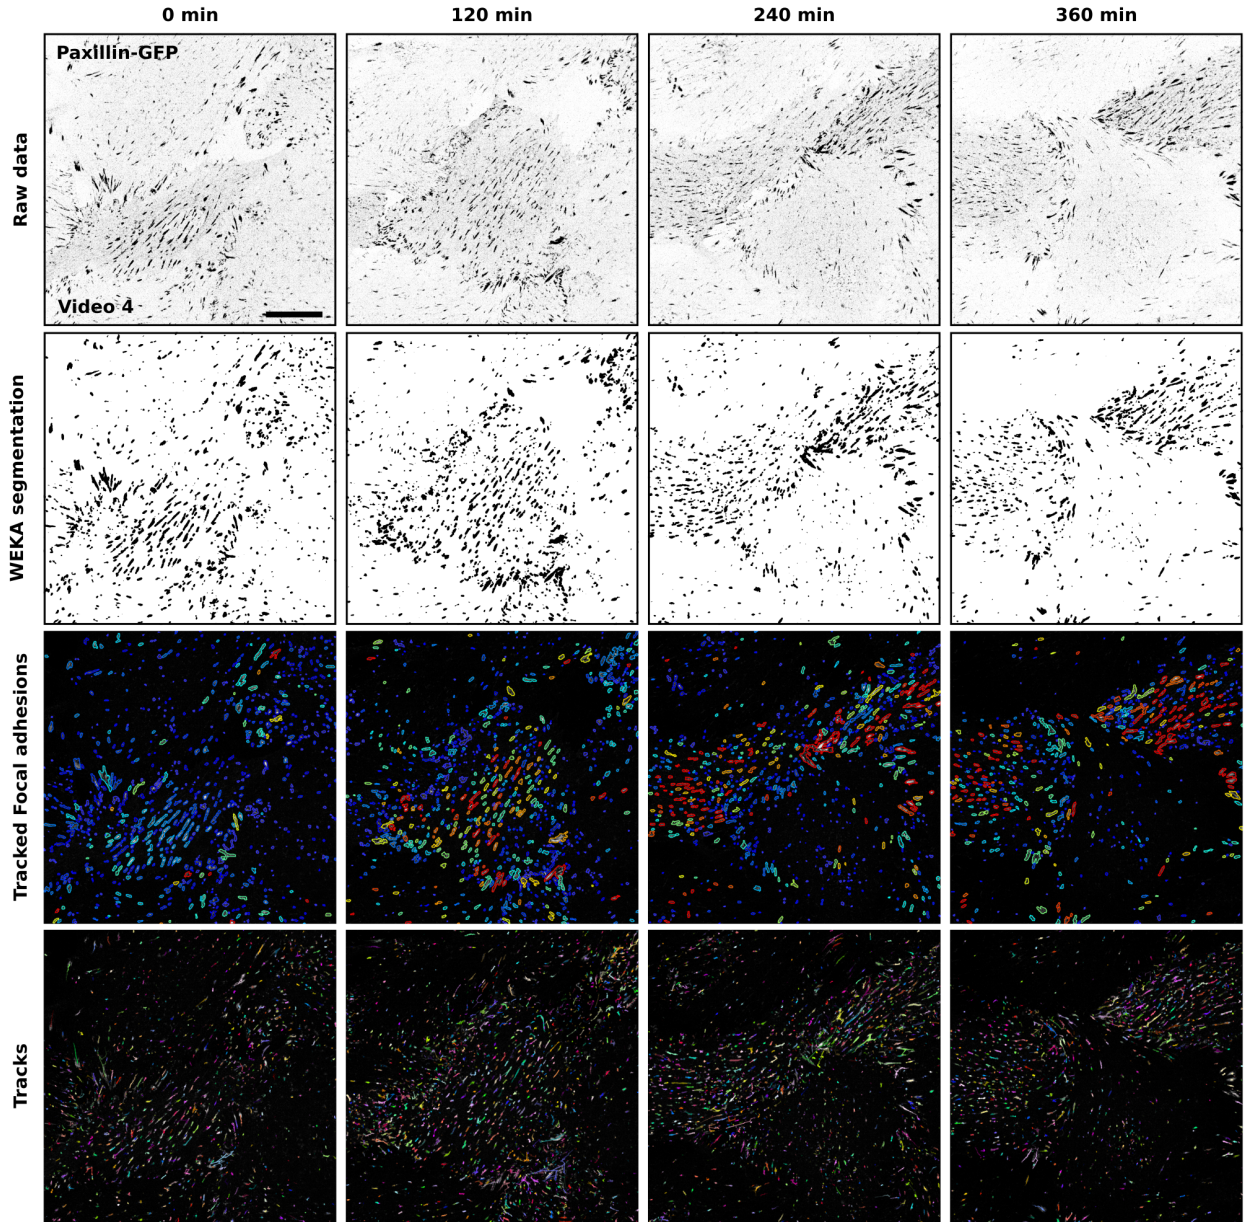 0 min
120 min
240 min
360 min
Raw data
Paxillin-GFP
Video 4
WEKA segmentation
Tracked Focal adhesions
Tracks